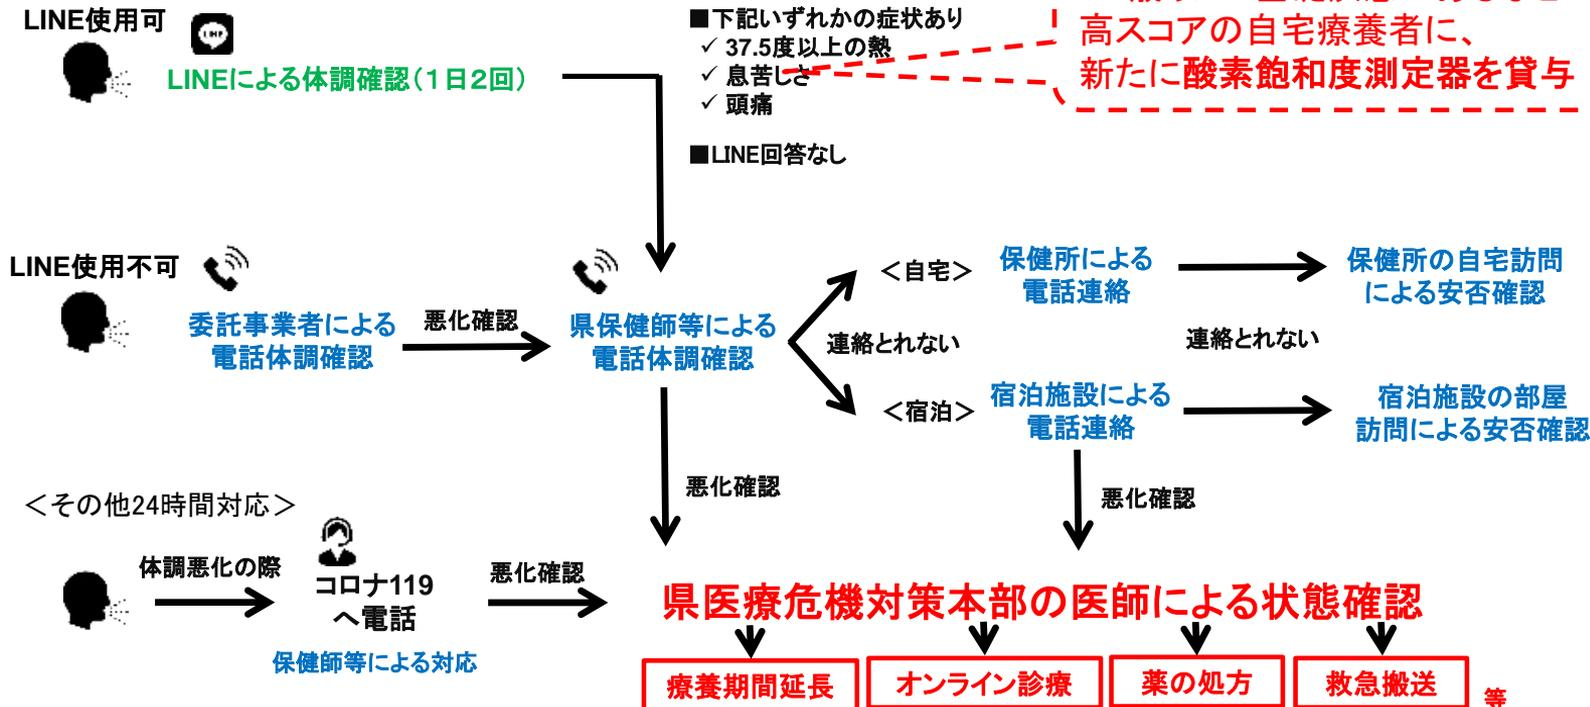 LINE使用可
LINEによる体調確認（１日２回）
■下記いずれかの症状あり
✓ 37.5度以上の熱
✓ 息苦しさ
✓ 頭痛
■LINE回答なし
高スコアの自宅療養者に、
新たに酸素飽和度測定器を貸与
LINE使用不可
委託事業者による
電話体調確認
悪化確認
県保健師等による
電話体調確認
連絡とれない
＜自宅＞
保健所による
電話連絡
連絡とれない
保健所の自宅訪問
による安否確認
＜宿泊＞
宿泊施設による
電話連絡
宿泊施設の部屋
訪問による安否確認
悪化確認
悪化確認
＜その他24時間対応＞
体調悪化の際
コロナ119
へ電話
保健師等による対応
悪化確認
県医療危機対策本部の医師による状態確認
療養期間延長
オンライン診療
薬の処方
救急搬送
等